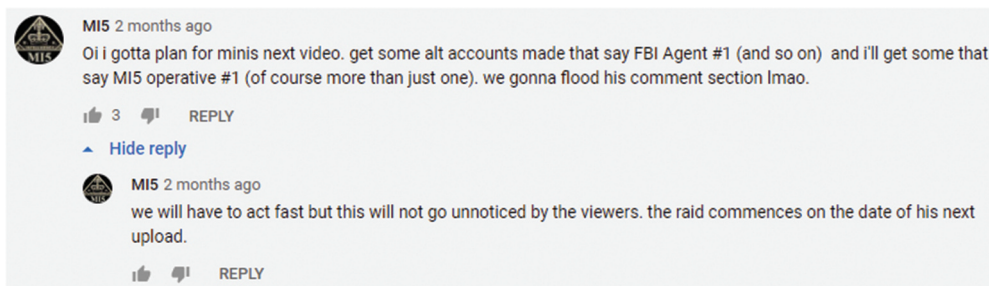 MI5 2 months ago
Oi i gotta plan for minis next video. get some alt accounts made that say FBI Agent #1 (and so on) and i'll get some that
say MI5 operative #1 (of course more than just one). we gonna flood his comment section lmao.
3 REPLY
Hide reply
MI5 2 months ago
we will have to act fast but this will not go unnoticed by the viewers. the raid commences on the date of his next
upload.
REPLY